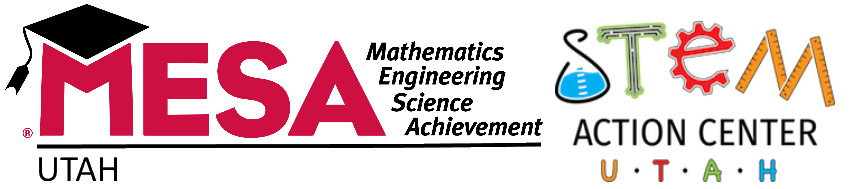 MESA
Mathematics
Engineering
Science
Achievement
®
UTAH
STEM
ACTION CENTER
U · T · A · H